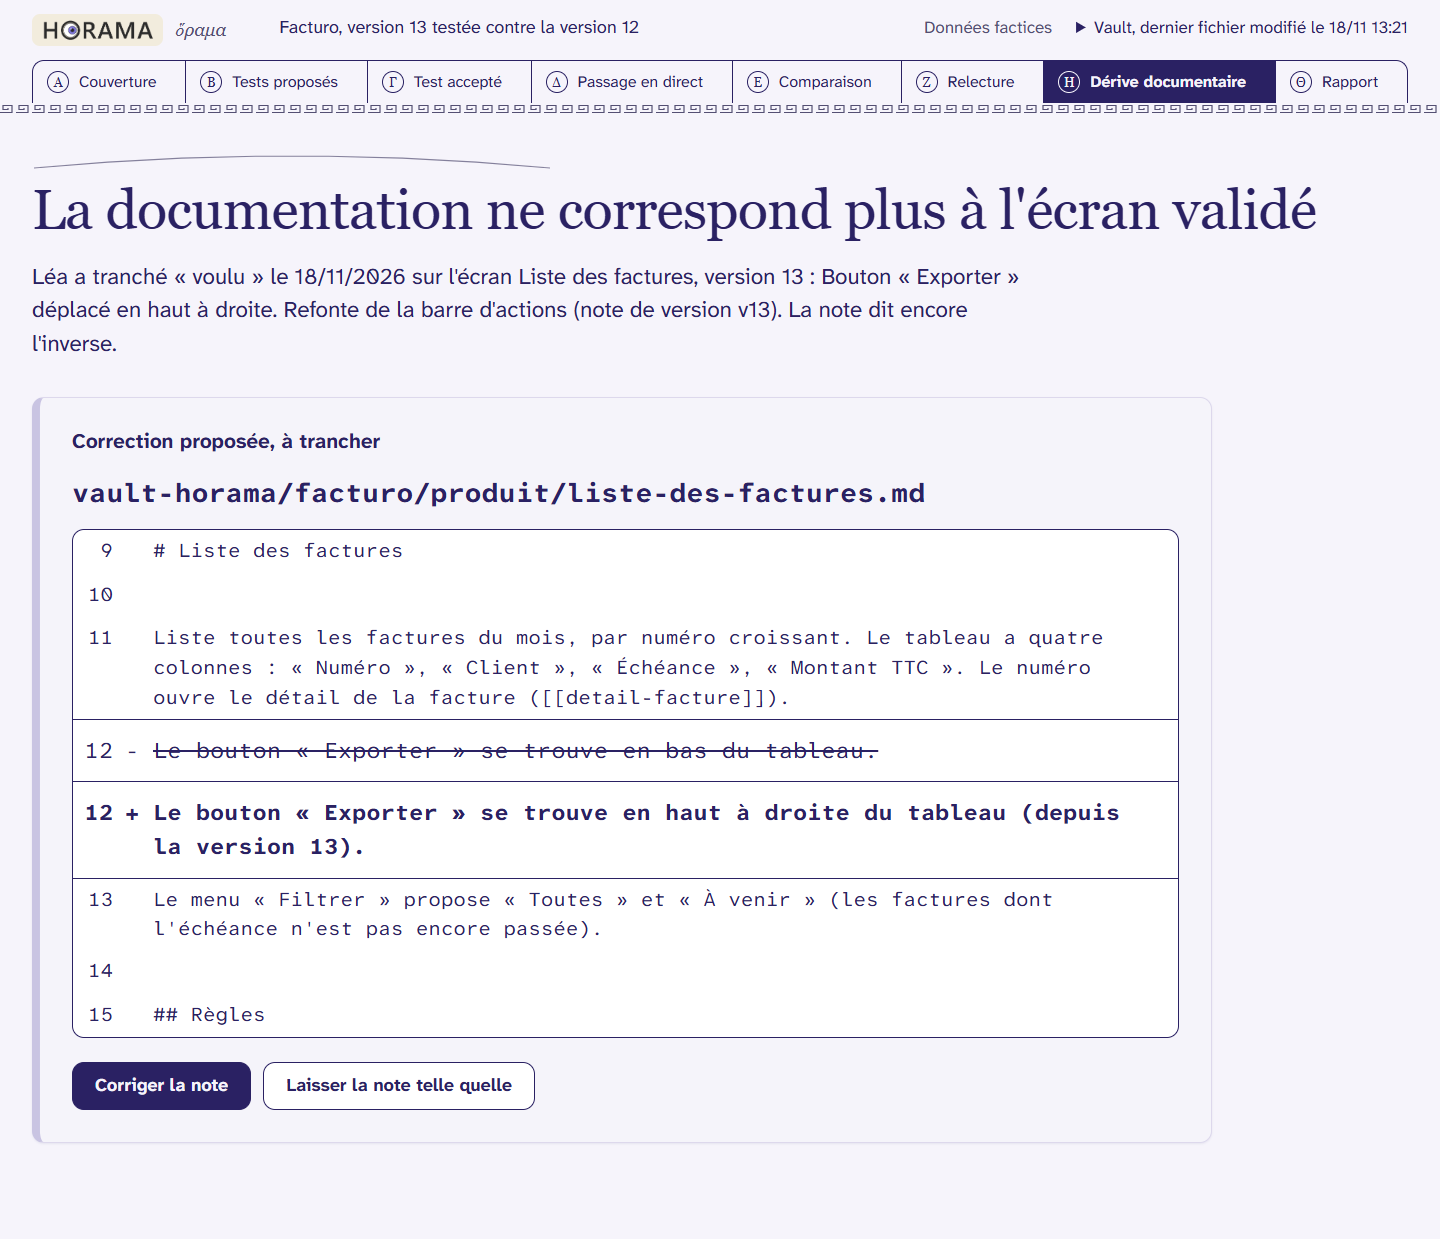 HORAMA ὅραμα Facturo, version 13 testée contre la version 12 Données factices ▶ Vault, dernier fichier modifié le 18/11 13:21
Α Couverture Β Tests proposés Γ Test accepté Δ Passage en direct Ε Comparaison Ζ Relecture Η Dérive documentaire Θ Rapport
La documentation ne correspond plus à l'écran validé
Léa a tranché « voulu » le 18/11/2026 sur l'écran Liste des factures, version 13 : Bouton « Exporter »
déplacé en haut à droite. Refonte de la barre d'actions (note de version v13). La note dit encore
l'inverse.
Correction proposée, à trancher
vault-horama/facturo/produit/liste-des-factures.md
9 # Liste des factures
10
11 Liste toutes les factures du mois, par numéro croissant. Le tableau a quatre
colonnes : « Numéro », « Client », « Échéance », « Montant TTC ». Le numéro
ouvre le détail de la facture ([[detail-facture]]).
12 - Le bouton « Exporter » se trouve en bas du tableau.
12 + Le bouton « Exporter » se trouve en haut à droite du tableau (depuis
la version 13).
13 Le menu « Filtrer » propose « Toutes » et « À venir » (les factures dont
l'échéance n'est pas encore passée).
14
15 ## Règles
Corriger la note Laisser la note telle quelle